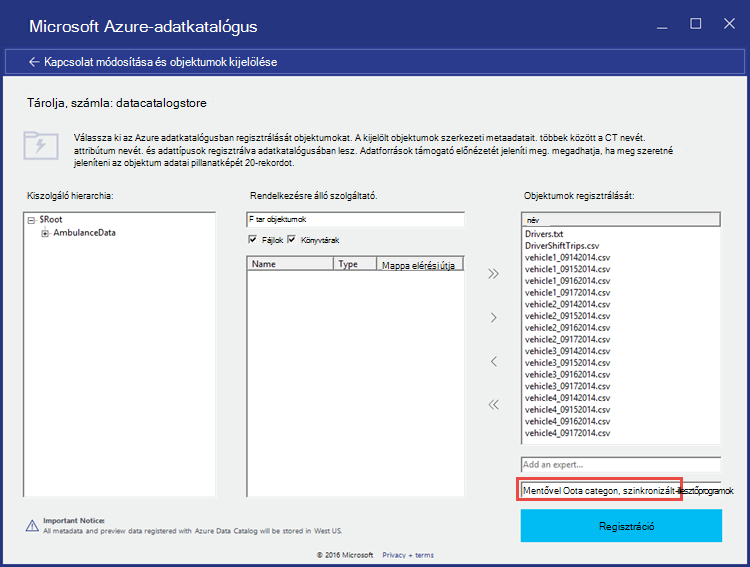 Microsoft Azure-adatkatalógus
← Kapcsolat módosítása és objektumok kijelölése
Tárolja, számla: datacatalogstore
Válassza ki az Azure adatkatalógusban regisztrálását objektumokat. A kijelölt objektumok szerkezeti metaadatait. többek között a CT nevét.
attribútum nevét. és adattípusok regisztrálva adatkatalógusában lesz. Adatforrások támogató előnézetét jeleníti meg. megadhatja, ha meg szeretné
jeleníteni az objektum adatai pillanatképét 20-rekordot.
Kiszolgáló hierarchia:
Rendelkezésre álló szolgáltató.
Objektumok regisztrálását:
$Root
AmbulanceData
F tar objektumok
Fájlok
Könyvtárak
Name
Type
Mappa elérési útja
név
Drivers.txt
DriverShiftTrips.csv
vehicle1_09142014.csv
vehicle1_09152014.csv
vehicle1_09162014.csv
vehicle1_09172014.csv
vehicle2_09142014.csv
vehicle2_09152014.csv
vehicle2_09162014.csv
vehicle2_09172014.csv
vehicle3_09142014.csv
vehicle3_09152014.csv
vehicle3_09162014.csv
vehicle3_09172014.csv
vehicle4_09142014.csv
vehicle4_09152014.csv
vehicle4_09162014.csv
vehicle4_09172014.csv
Add an expert...
Mentővel Oota categon, szinkronizált-illesztőprogramok
Regisztráció
Important Notice:
All metadata and preview data registered with Azure Data Catalog will be stored in West US.
© 2016 Microsoft Privacy + terms